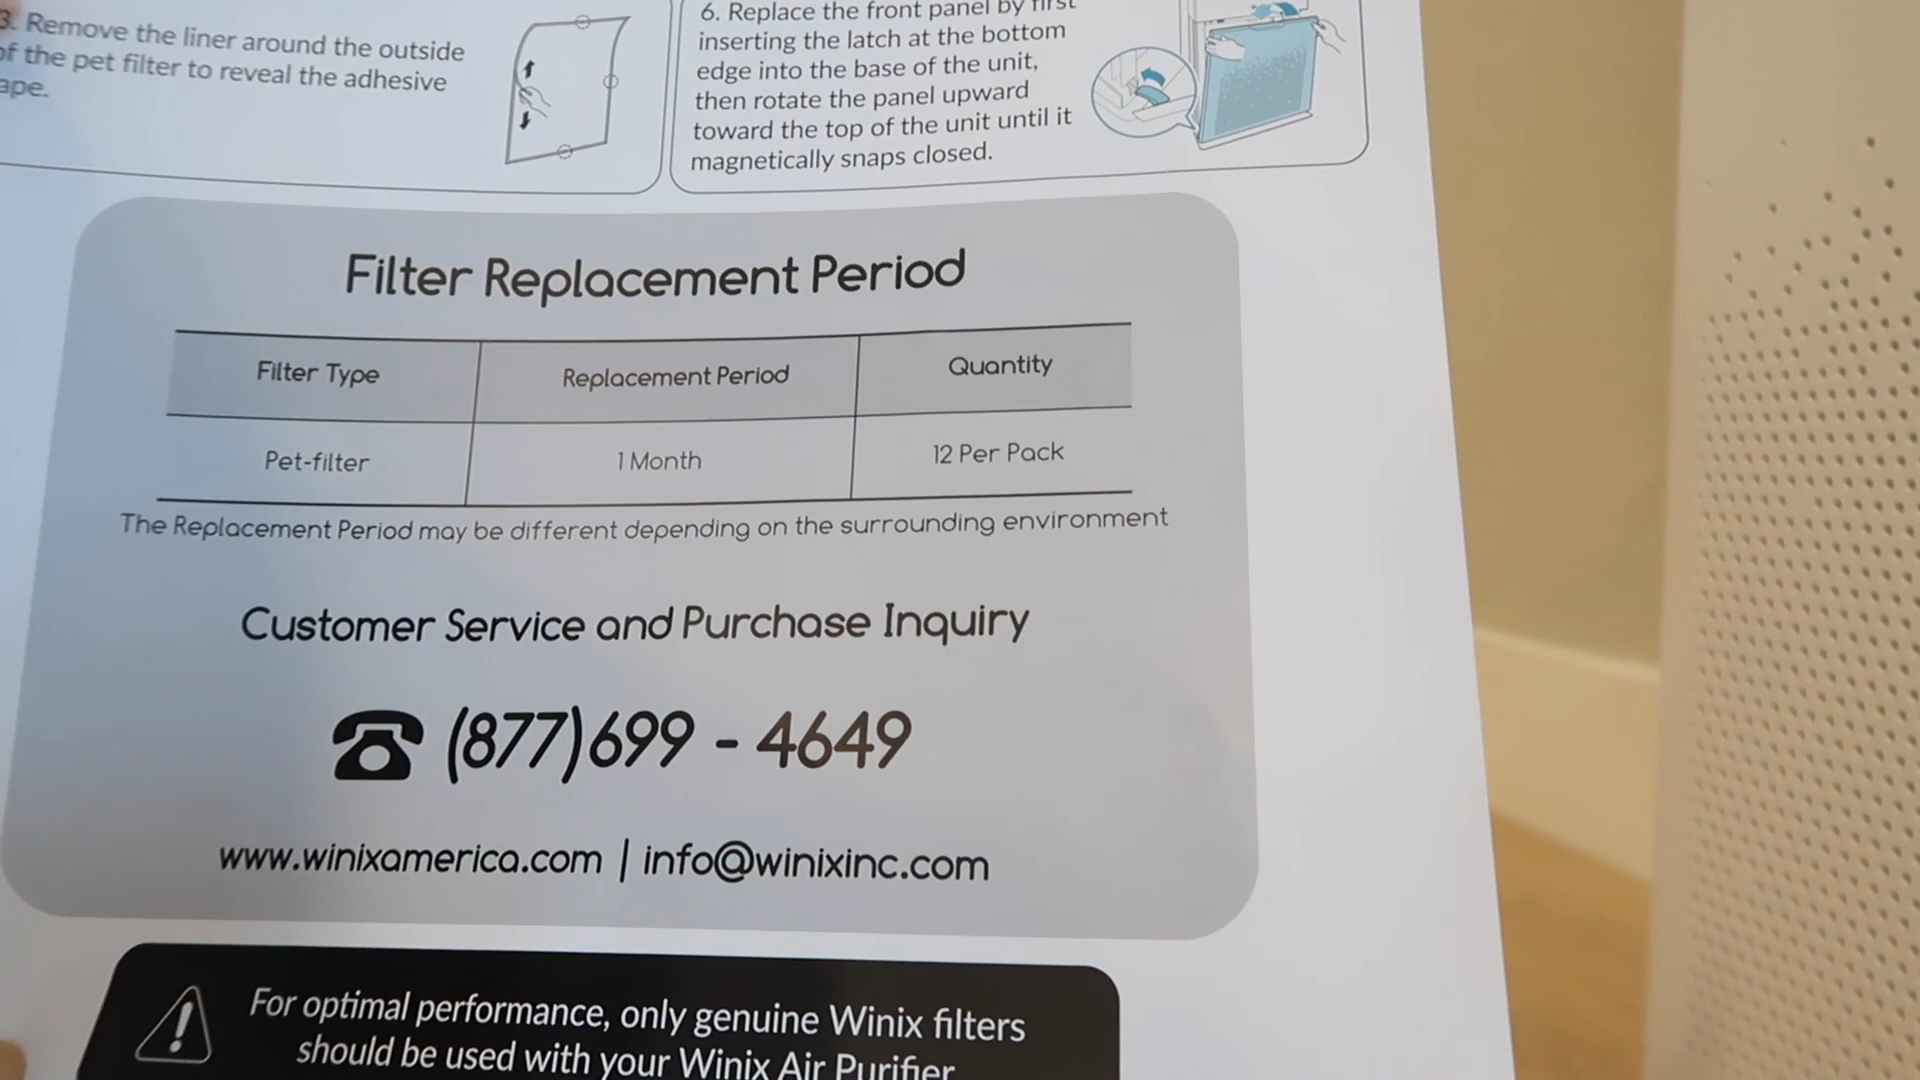 3. Remove the liner around the outside
of the pet filter to reveal the adhesive
tape.
6. Replace the front panel by first
inserting the latch at the bottom
edge into the base of the unit,
then rotate the panel upward
toward the top of the unit until it
magnetically snaps closed.
Filter Replacement Period
Filter Type Replacement Period Quantity
Pet-filter 1 Month 12 Per Pack
The Replacement Period may be different depending on the surrounding environment
Customer Service and Purchase Inquiry
(877)699 - 4649
www.winixamerica.com | info@winixinc.com
For optimal performance, only genuine Winix filters
should be used with your Winix Air Purifier